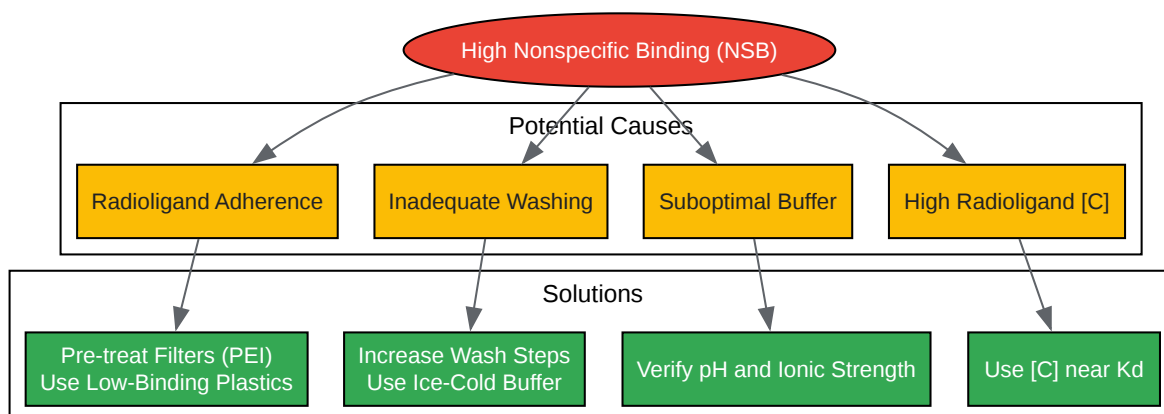 High Nonspecific Binding (NSB)
Potential Causes
Radioligand Adherence
Inadequate Washing
Suboptimal Buffer
High Radioligand [C]
Solutions
Pre-treat Filters (PEI)
Use Low-Binding Plastics
Increase Wash Steps
Use Ice-Cold Buffer
Verify pH and Ionic Strength
Use [C] near Kd